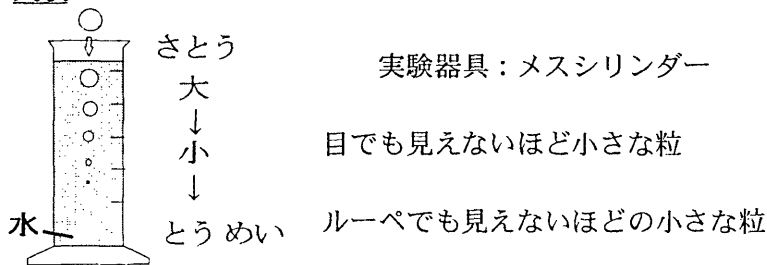 さとう
大
↓
小
↓
とうめい
水
実験器具:メスシリンダー
目でも見えないほど小さな粒
ルーペでも見えないほどの小さな粒